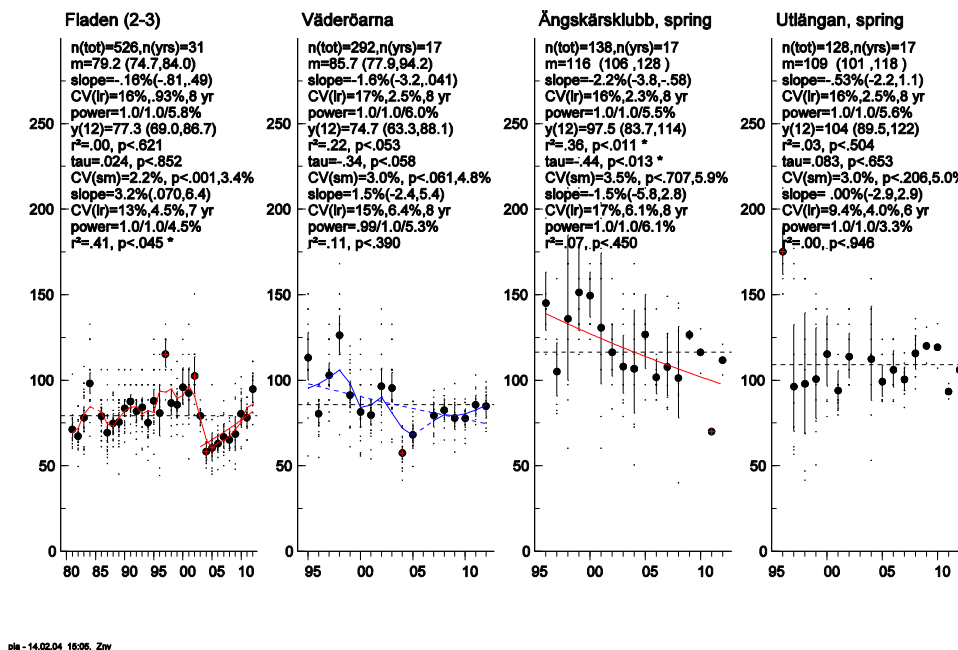 Fladen (2-3)
n(tot)=526,n(yrs)=31
m=79.2 (74.7,84.0)
slope=-.16%(-.81,.49)
CV(lr)=16%,.93%,8 yr
power=1.0/1.0/5.8%
y(12)=77.3 (69.0,86.7)
r²=.00, p<.621
tau=.024, p<.852
CV(sm)=2.2%, p<.001,3.4%
slope=3.2%(.070,6.4)
CV(lr)=13%,4.5%,7 yr
power=1.0/1.0/4.5%
r²=.41, p<.045 *
250
200
150
100
50
0
80 85 90 95 00 05 10
Väderöarna
n(tot)=292,n(yrs)=17
m=85.7 (77.9,94.2)
slope=-1.6%(-3.2,.041)
CV(lr)=17%,2.5%,8 yr
power=1.0/1.0/6.0%
y(12)=74.7 (63.3,88.1)
r²=.22, p<.053
tau=-.34, p<.058
CV(sm)=3.0%, p<.061,4.8%
slope=1.5%(-2.4,5.4)
CV(lr)=15%,6.4%,8 yr
power=.99/1.0/5.3%
r²=.11, p<.390
250
200
150
100
50
0
95 00 05 10
Ängskärsklubb, spring
n(tot)=138,n(yrs)=17
m=116 (106 ,128 )
slope=-2.2%(-3.8,-.58)
CV(lr)=16%,2.3%,8 yr
power=1.0/1.0/5.5%
y(12)=97.5 (83.7,114)
r²=.36, p<.011 *
tau=-.44, p<.013 *
CV(sm)=3.5%, p<.707,5.9%
slope=-1.5%(-5.8,2.8)
CV(lr)=17%,6.1%,8 yr
power=1.0/1.0/6.1%
r²=.07, p<.450
250
200
150
100
50
0
95 00 05 10
Utlängan, spring
n(tot)=128,n(yrs)=17
m=109 (101 ,118 )
slope=-.53%(-2.2,1.1)
CV(lr)=16%,2.5%,8 yr
power=1.0/1.0/5.6%
y(12)=104 (89.5,122)
r²=.03, p<.504
tau=.083, p<.653
CV(sm)=3.0%, p<.206,5.0%
slope= .00%(-2.9,2.9)
CV(lr)=9.4%,4.0%,6 yr
power=1.0/1.0/3.3%
r²=.00, p<.946
250
200
150
100
50
0
95 00 05 10
pia - 14.02.04 15:05, Znv